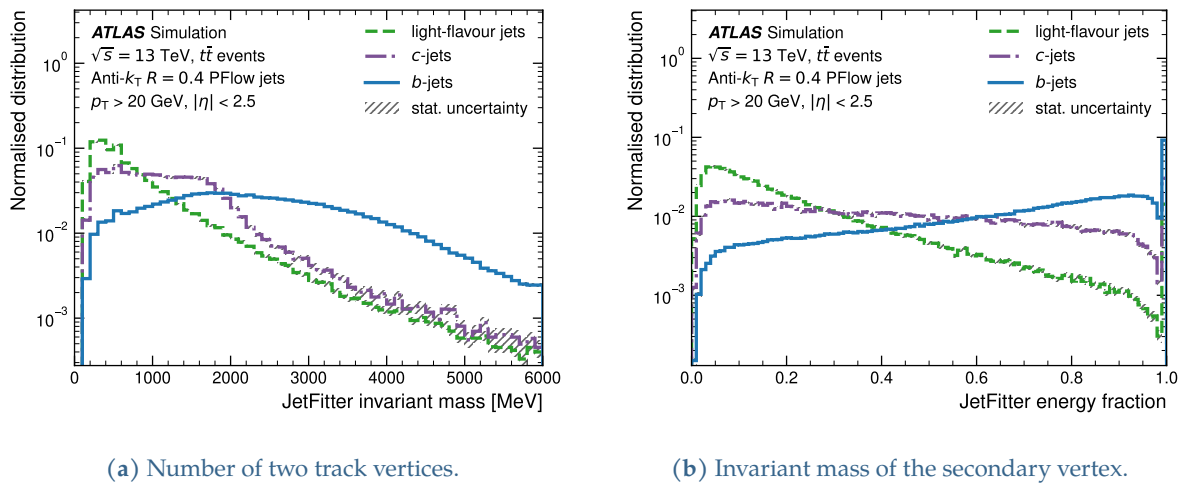 Normalised distribution
10⁰
10⁻¹
10⁻²
10⁻³
ATLAS Simulation
√s = 13 TeV, tt̄ events
Anti-kT R = 0.4 PFlow jets
pT > 20 GeV, |η| < 2.5
light-flavour jets
c-jets
b-jets
stat. uncertainty
0 1000 2000 3000 4000 5000 6000
JetFitter invariant mass [MeV]
(a) Number of two track vertices.
Normalised distribution
10⁰
10⁻¹
10⁻²
10⁻³
ATLAS Simulation
√s = 13 TeV, tt̄ events
Anti-kT R = 0.4 PFlow jets
pT > 20 GeV, |η| < 2.5
light-flavour jets
c-jets
b-jets
stat. uncertainty
0.0 0.2 0.4 0.6 0.8 1.0
JetFitter energy fraction
(b) Invariant mass of the secondary vertex.